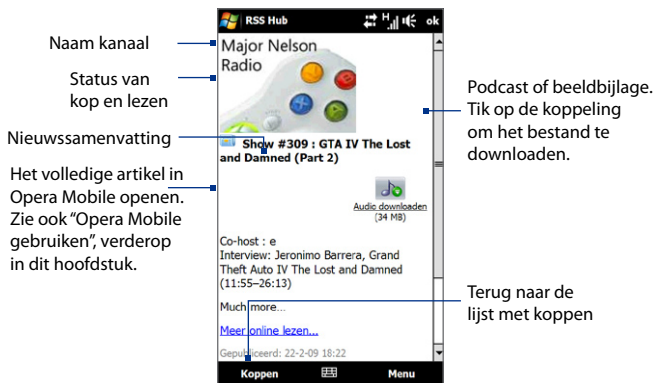 Naam kanaal
Status van
kop en lezen
Nieuwssamenvatting
Het volledige artikel in
Opera Mobile openen.
Zie ook “Opera Mobile
gebruiken”, verderop
in dit hoofdstuk.
RSS Hub
H
ok
Major Nelson
Radio
Show #309 : GTA IV The Lost
and Damned (Part 2)
Audio downloaden
(34 MB)
Co-host : e
Interview: Jeronimo Barrera, Grand
Theft Auto IV The Lost and Damned
(11:55–26:13)
Much more...
Meer online lezen...
Gepubliceerd: 22-2-09 18:22
Koppen
Menu
Podcast of beeldbijlage.
Tik op de koppeling
om het bestand te
downloaden.
Terug naar de
lijst met koppen